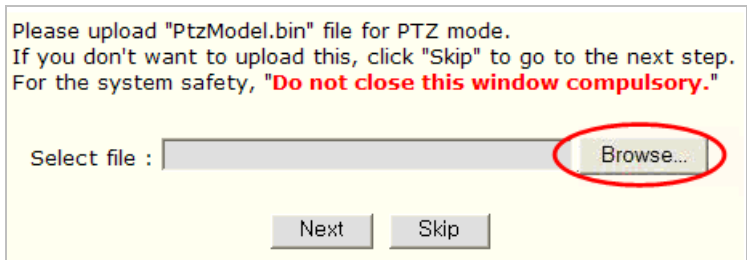 Please upload "PtzModel.bin" file for PTZ mode.
If you don't want to upload this, click "Skip" to go to the next step.
For the system safety, "Do not close this window compulsory."
Select file : Browse...
Next Skip